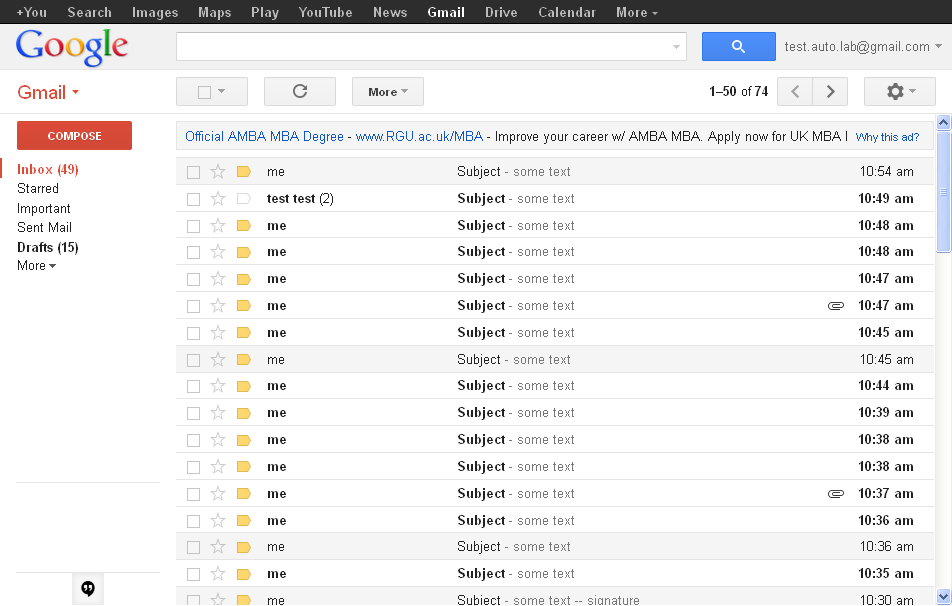 +You Search Images Maps Play YouTube News Gmail Drive Calendar More
Google test.auto.lab@gmail.com
Gmail More 1–50 of 74
COMPOSE
Inbox (49)
Starred
Important
Sent Mail
Drafts (15)
More
Official AMBA MBA Degree - www.RGU.ac.uk/MBA - Improve your career w/ AMBA MBA. Apply now for UK MBA Why this ad?
me Subject - some text 10:54 am
test test (2) Subject - some text 10:49 am
me Subject - some text 10:48 am
me Subject - some text 10:48 am
me Subject - some text 10:47 am
me Subject - some text 10:47 am
me Subject - some text 10:45 am
me Subject - some text 10:45 am
me Subject - some text 10:44 am
me Subject - some text 10:39 am
me Subject - some text 10:38 am
me Subject - some text 10:38 am
me Subject - some text 10:37 am
me Subject - some text 10:36 am
me Subject - some text 10:36 am
me Subject - some text 10:35 am
me Subject - some text -- signature 10:30 am